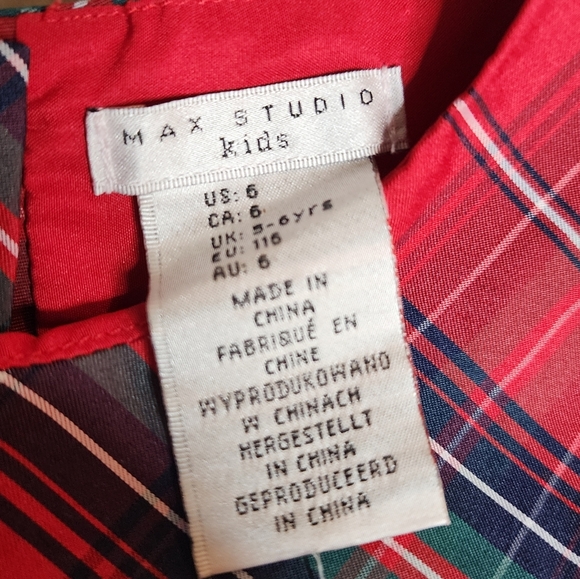 MAX STUDIO
kids
US: 6
CA: 6
UK: 5-6yrs
EU: 116
AU: 6
MADE IN
CHINA
FABRIQUÉ EN
CHINE
WYPRODUKOWANO
W CHINACH
HERGESTELLT
IN CHINA
GEPRODUCEERD
IN CHINA